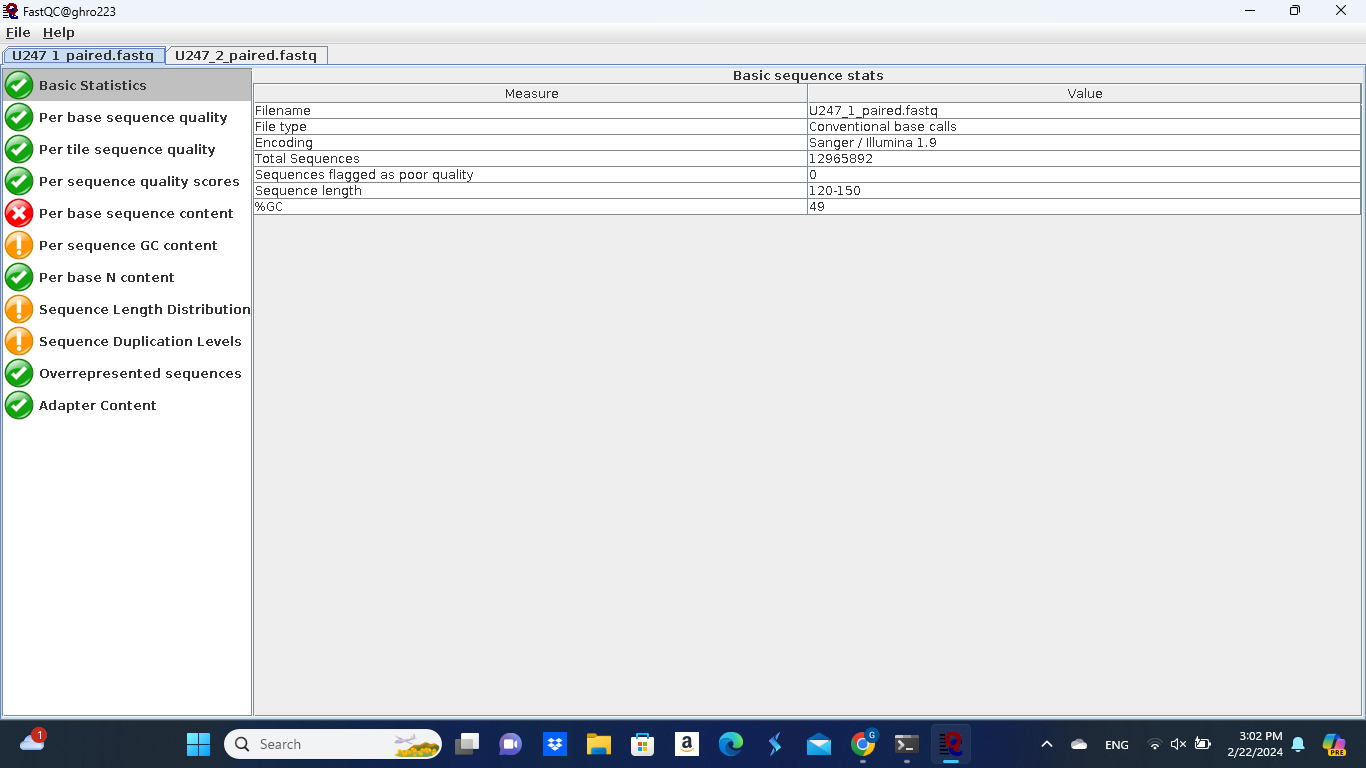 FastQC@ghro223
File Help
U247_1_paired.fastq U247_2_paired.fastq
Basic Statistics
Per base sequence quality
Per tile sequence quality
Per sequence quality scores
Per base sequence content
Per sequence GC content
Per base N content
Sequence Length Distribution
Sequence Duplication Levels
Overrepresented sequences
Adapter Content
Basic sequence stats
Measure Value
Filename U247_1_paired.fastq
File type Conventional base calls
Encoding Sanger / Illumina 1.9
Total Sequences 12965892
Sequences flagged as poor quality 0
Sequence length 120-150
%GC 49
1
Search
a
G
ENG
3:02 PM
2/22/2024
PRE